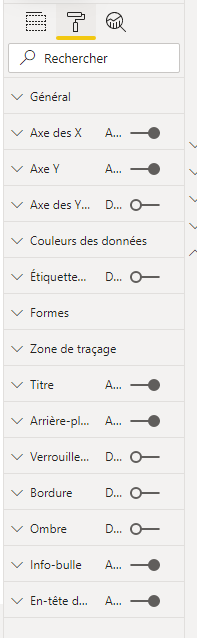 Rechercher
Général
Axe des X A...
Axe Y A...
Axe des Y... D...
Couleurs des données
Étiquette... D...
Formes
Zone de traçage
Titre A...
Arrière-pl... A...
Verrouille... D...
Bordure D...
Ombre D...
Info-bulle A...
En-tête d... A...